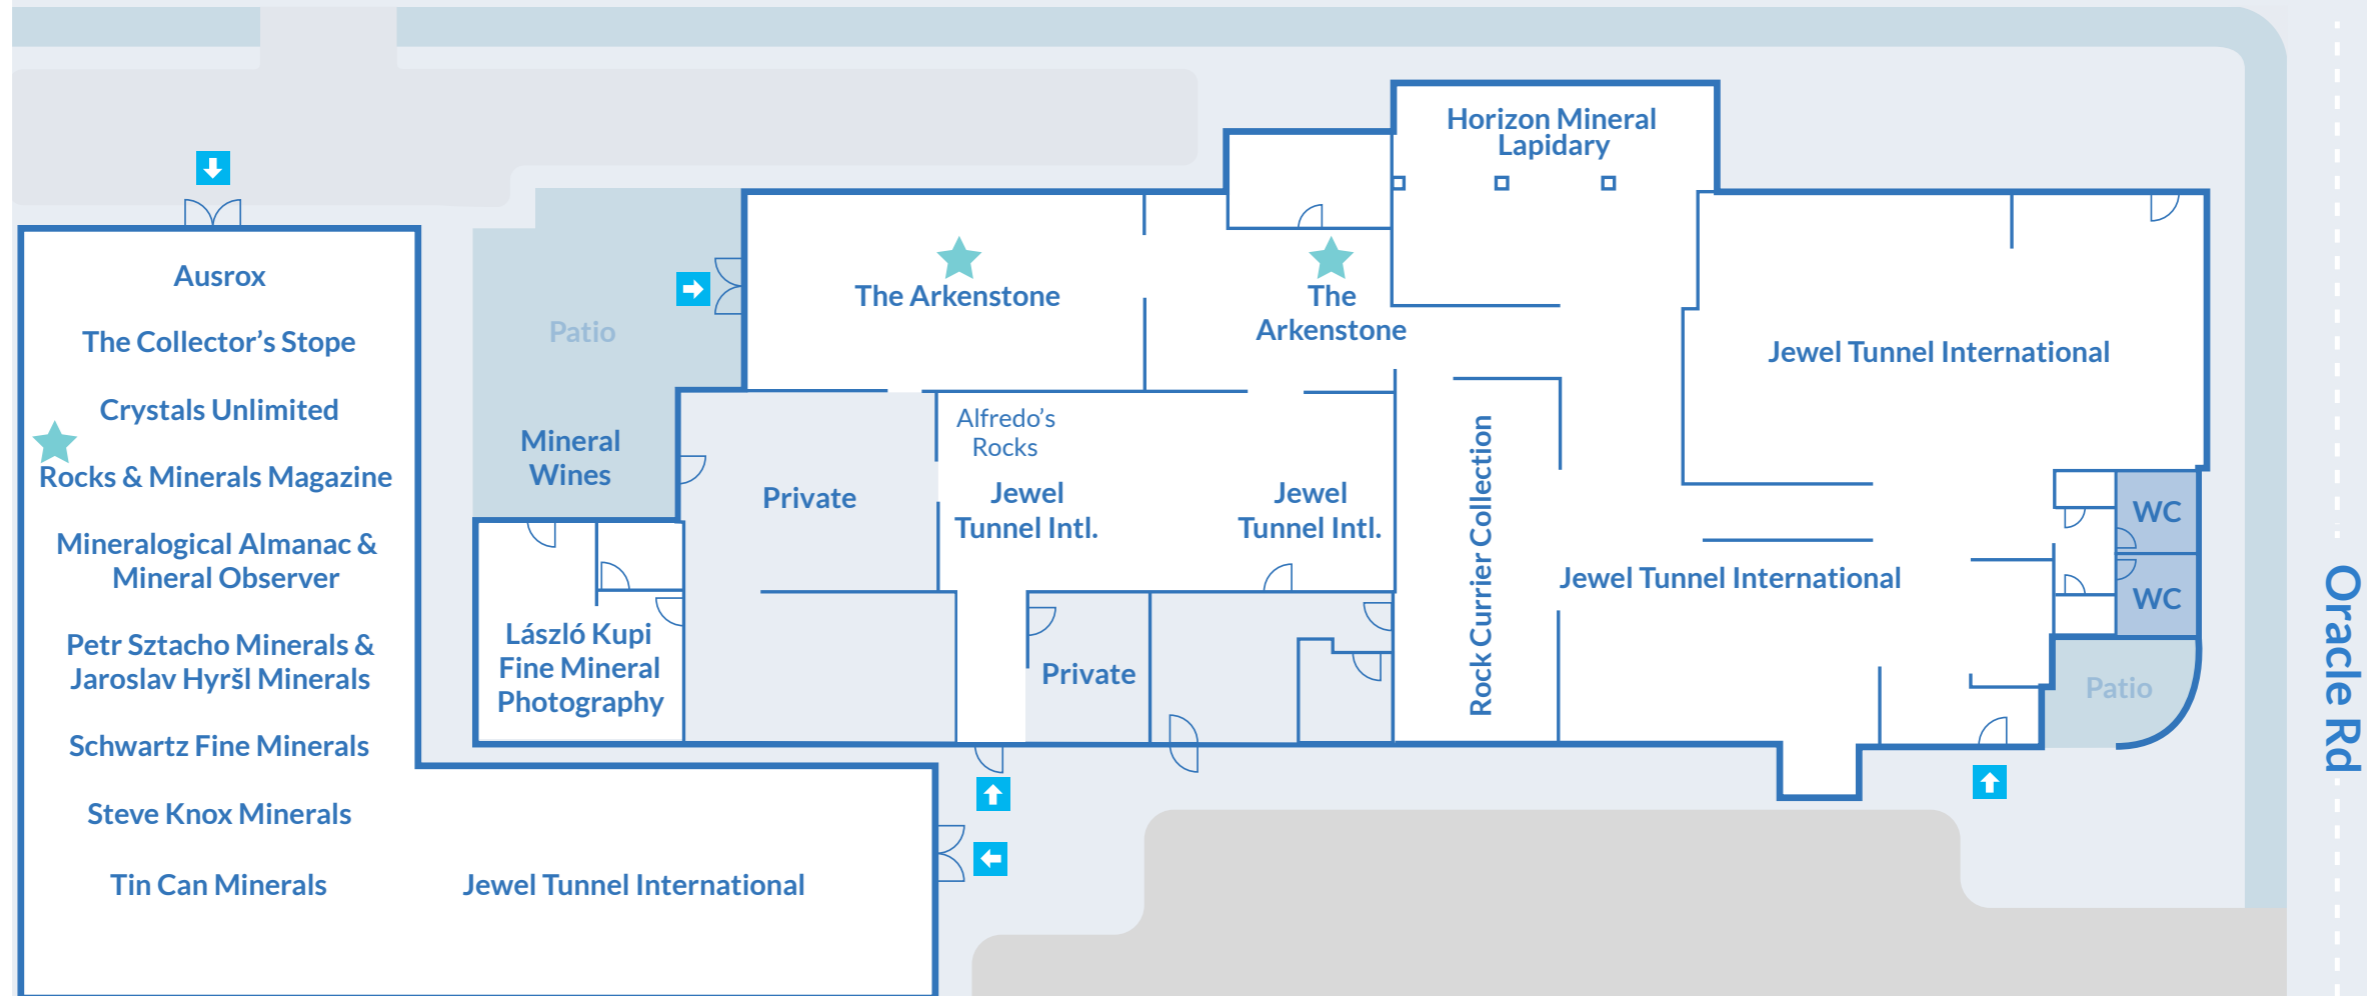 Ausrox
The Collector’s Stope
Crystals Unlimited
Rocks & Minerals Magazine
Mineralogical Almanac &
Mineral Observer
Petr Sztacho Minerals &
Jaroslav Hyršl Minerals
Schwartz Fine Minerals
Steve Knox Minerals
Tin Can Minerals
Jewel Tunnel International
Patio
Mineral
Wines
László Kupi
Fine Mineral
Photography
The Arkenstone
Private
Alfredo’s
Rocks
Jewel
Tunnel Intl.
Private
The
Arkenstone
Jewel
Tunnel Intl.
Horizon Mineral
Lapidary
Rock Currier Collection
Jewel Tunnel International
Jewel Tunnel International
WC
WC
Patio
Oracle Rd